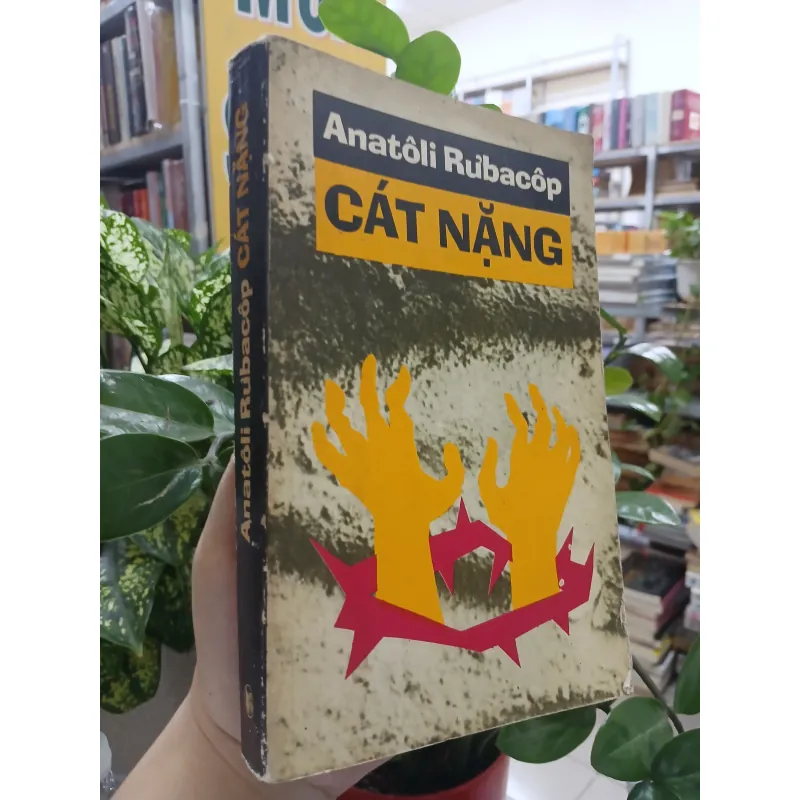 Anatôli Rưbacôp
CÁT NẶNG
Anatôli Rưbacôp CÁT NẶNG